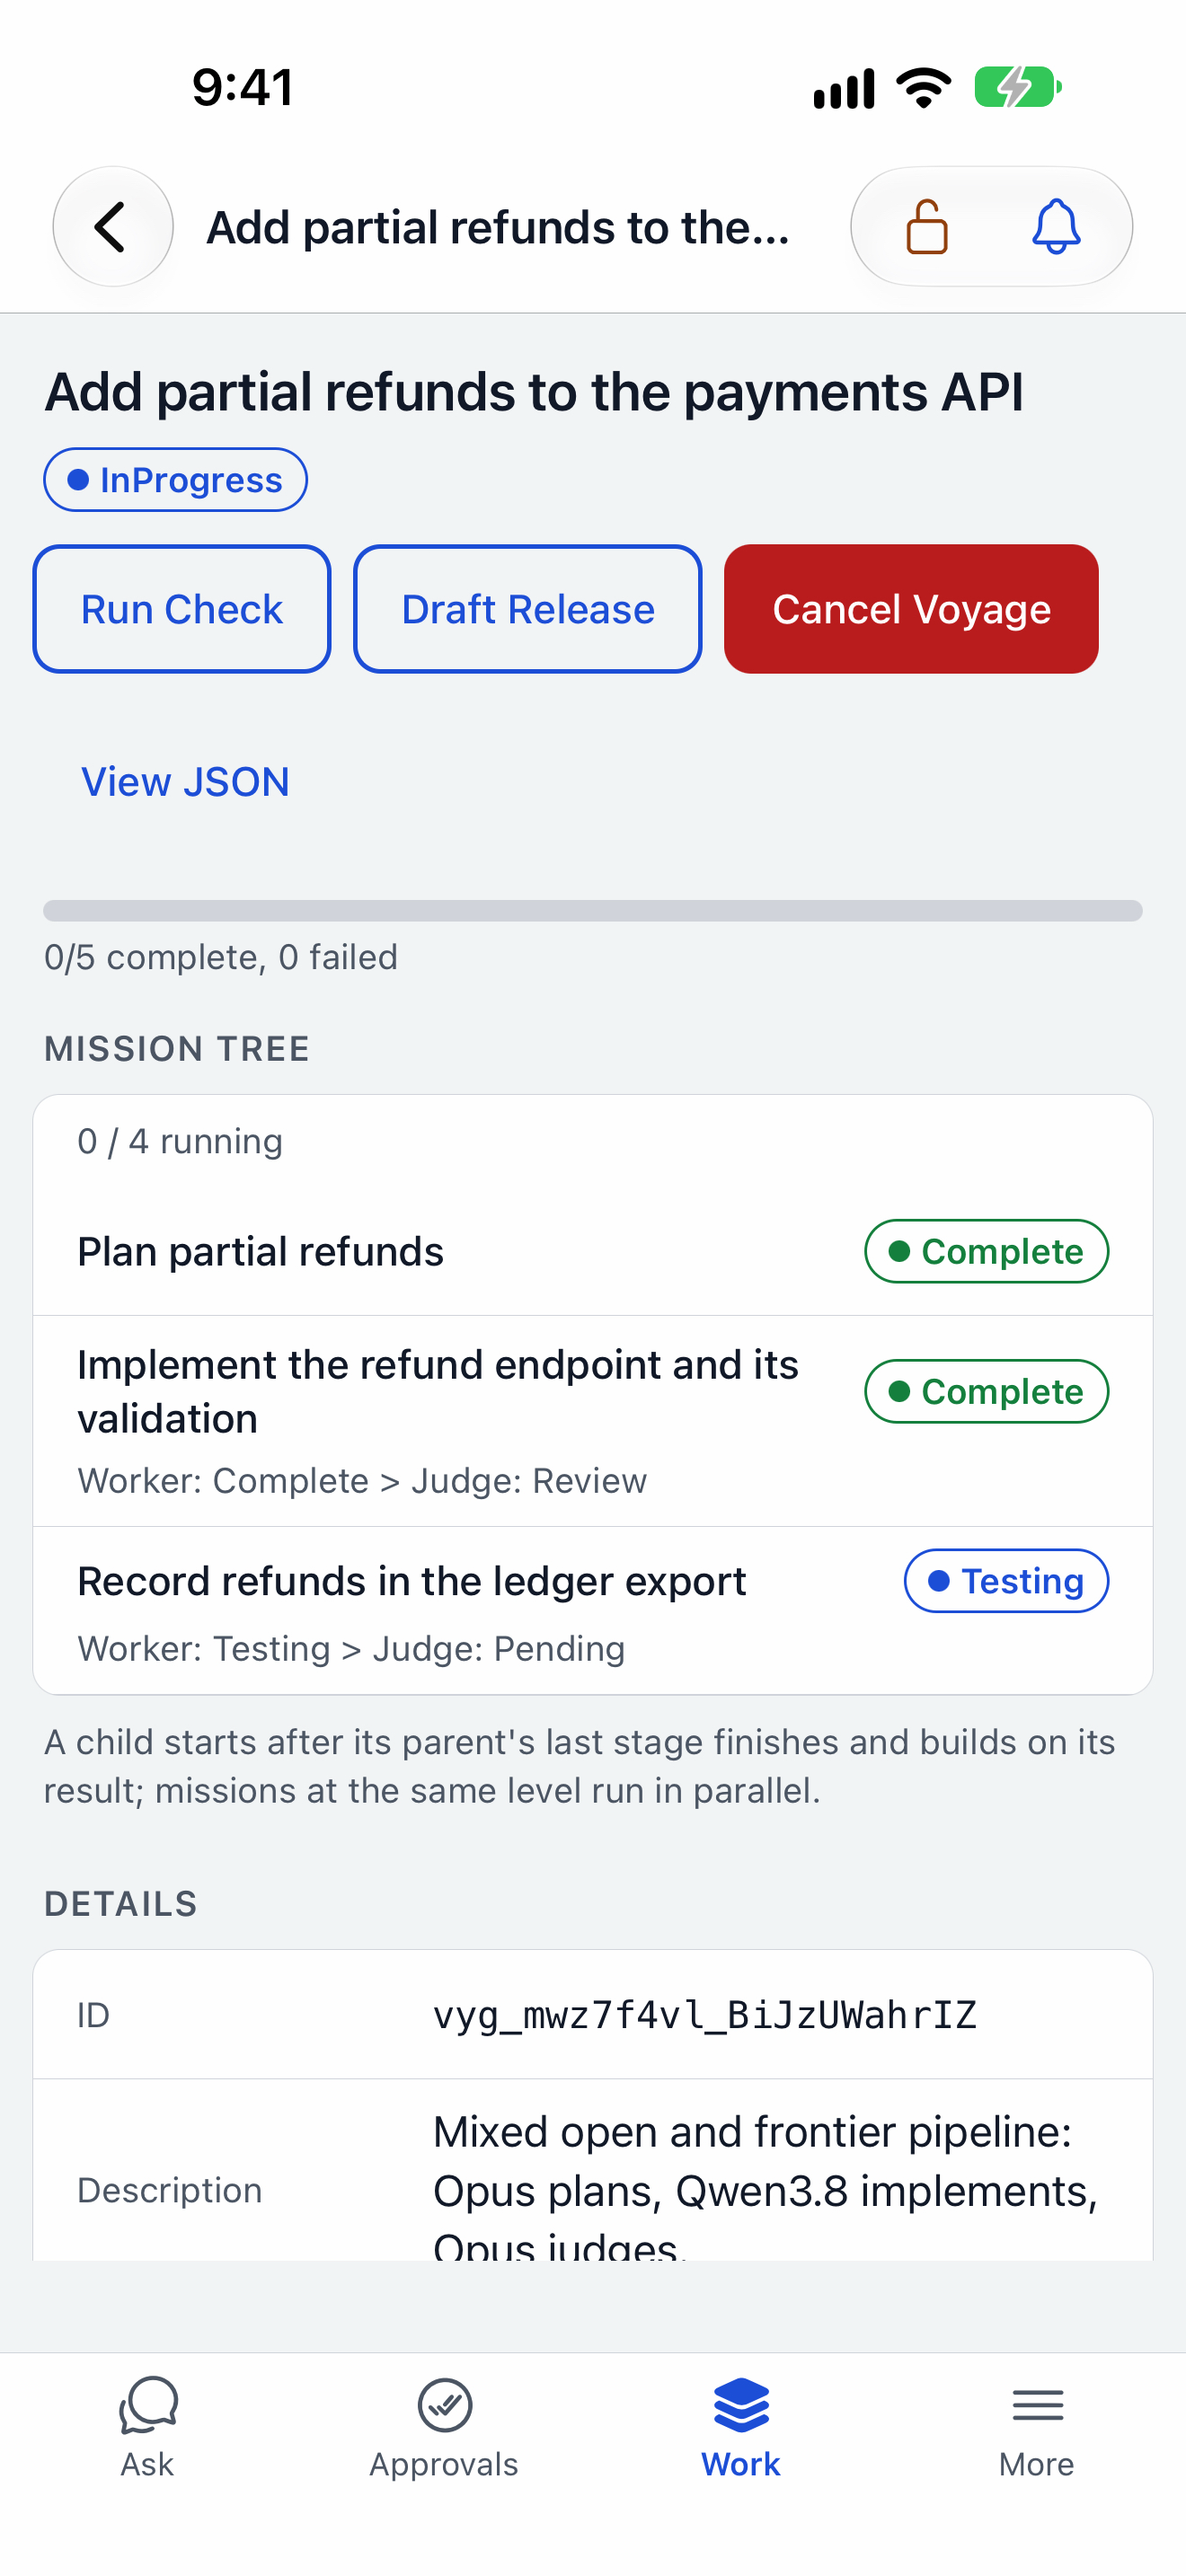 9:41
Add partial refunds to the...
Add partial refunds to the payments API
InProgress
Run Check
Draft Release
Cancel Voyage
View JSON
0/5 complete, 0 failed
MISSION TREE
0 / 4 running
Plan partial refunds
Complete
Implement the refund endpoint and its
validation
Complete
Worker: Complete > Judge: Review
Record refunds in the ledger export
Testing
Worker: Testing > Judge: Pending
A child starts after its parent's last stage finishes and builds on its
result; missions at the same level run in parallel.
DETAILS
ID
vyg_mwz7f4vl_BiJzUWahrIZ
Description
Mixed open and frontier pipeline:
Opus plans, Qwen3.8 implements,
Opus judges.
Ask
Approvals
Work
More